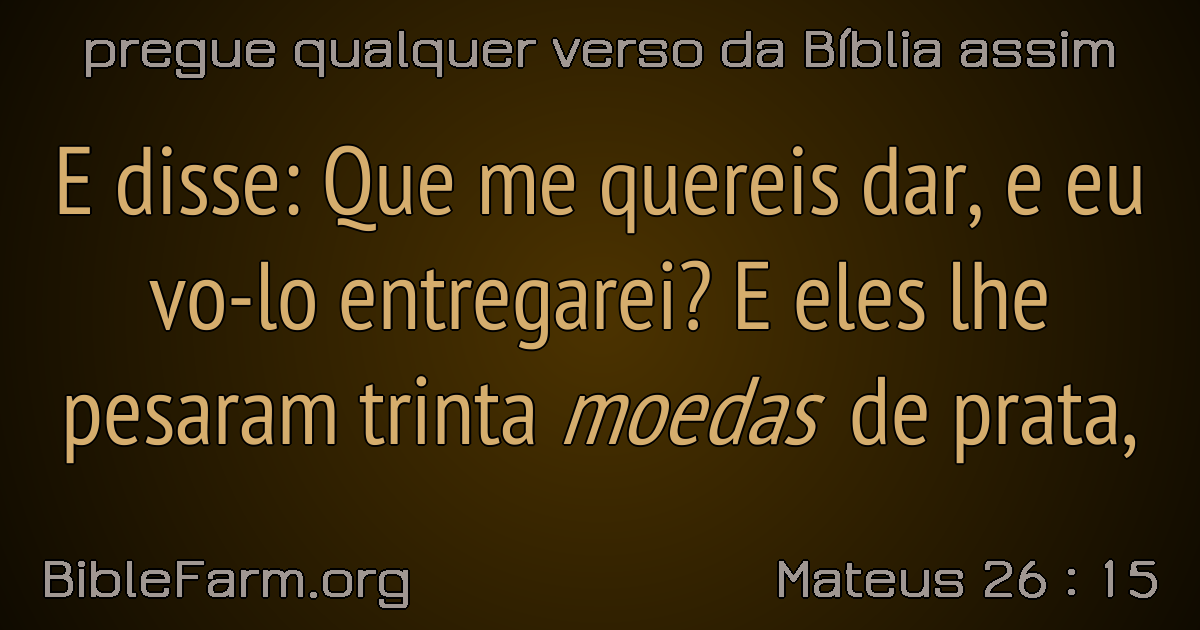 pregue qualquer verso da Bíblia assim
E disse: Que me quereis dar, e eu
vo-lo entregarei? E eles lhe
pesaram trinta moedas de prata,
BibleFarm.org
Mateus 26 : 15